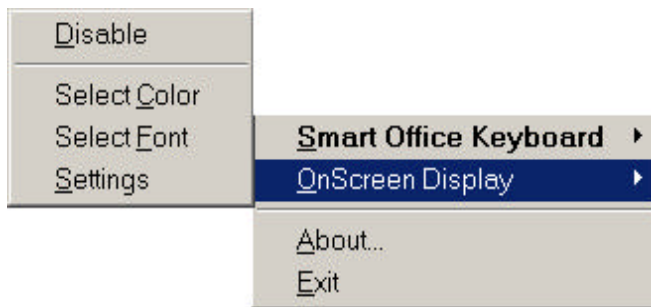 Disable
Select Color
Select Font
Settings
Smart Office Keyboard
OnScreen Display
About...
Exit